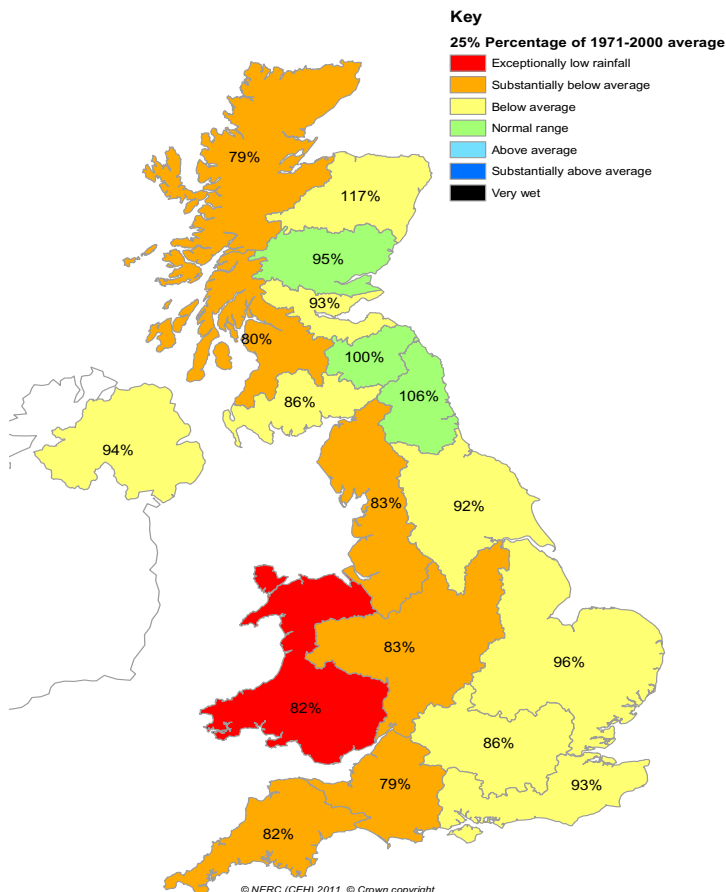 Key
25% Percentage of 1971-2000 average
Exceptionally low rainfall
Substantially below average
Below average
Normal range
Above average
Substantially above average
Very wet
79%
117%
95%
93%
80%
100%
86%
106%
94%
83%
92%
83%
96%
82%
86%
79%
93%
82%
© NERC (CEH) 2011. © Crown copyright